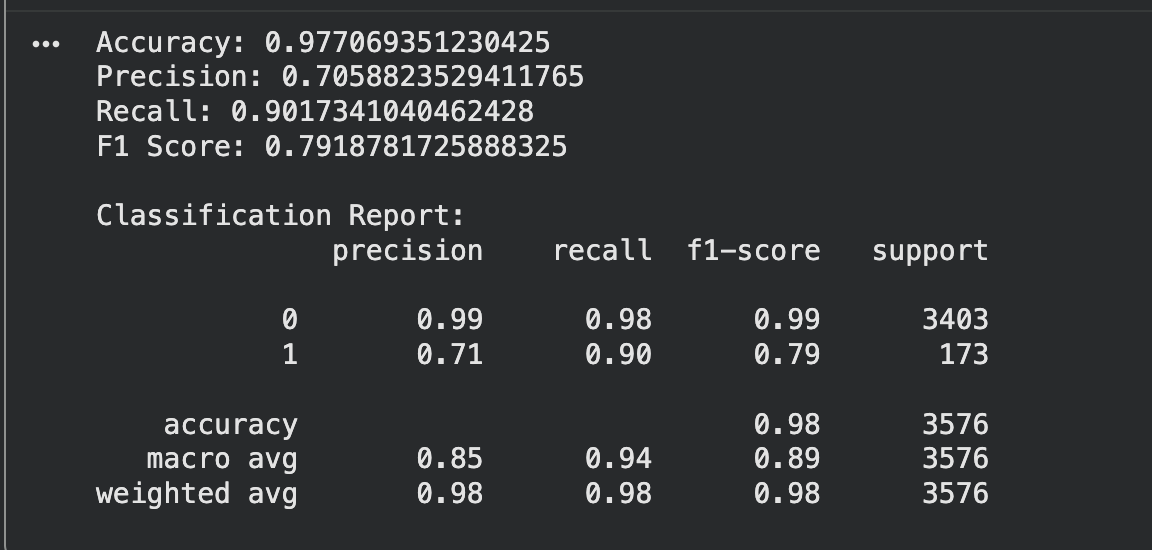 Accuracy: 0.977069351230425
Precision: 0.7058823529411765
Recall: 0.9017341040462428
F1 Score: 0.7918781725888325
Classification Report:
precision recall f1-score support
0 0.99 0.98 0.99 3403
1 0.71 0.90 0.79 173
accuracy 0.98 3576
macro avg 0.85 0.94 0.89 3576
weighted avg 0.98 0.98 0.98 3576